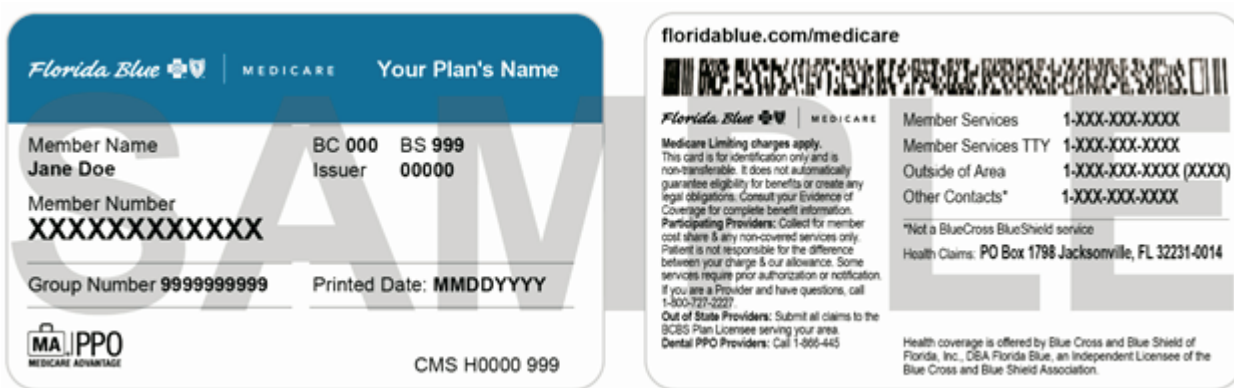 Florida Blue | MEDICARE Your Plan's Name
Member Name BC 000 BS 999
Jane Doe Issuer 00000
Member Number
XXXXXXXXXXXX
Group Number 9999999999 Printed Date: MMDDYYYY
MA PPO
MEDICARE ADVANTAGE
CMS H0000 999
floridablue.com/medicare
Florida Blue | MEDICARE
Medicare Limiting charges apply.
This card is for identification only and is
non-transferable. It does not automatically
guarantee eligibility for benefits or create any
legal obligations. Consult your Evidence of
Coverage for complete benefit information.
Participating Providers: Collect for member
cost share & any non-covered services only.
Patient is not responsible for the difference
between your charge & our allowance. Some
services require prior authorization or notification.
If you are a Provider and have questions, call
1-800-727-2227.
Out of State Providers: Submit all claims to the
BCBS Plan Licensee serving your area.
Dental PPO Providers: Call 1-866-445
Member Services 1-XXX-XXX-XXXX
Member Services TTY 1-XXX-XXX-XXXX
Outside of Area 1-XXX-XXX-XXXX (XXXX)
Other Contacts* 1-XXX-XXX-XXXX
*Not a BlueCross BlueShield service
Health Claims: PO Box 1798 Jacksonville, FL 32231-0014
Health coverage is offered by Blue Cross and Blue Shield of
Florida, Inc., DBA Florida Blue, an Independent Licensee of the
Blue Cross and Blue Shield Association.
SAMPLE